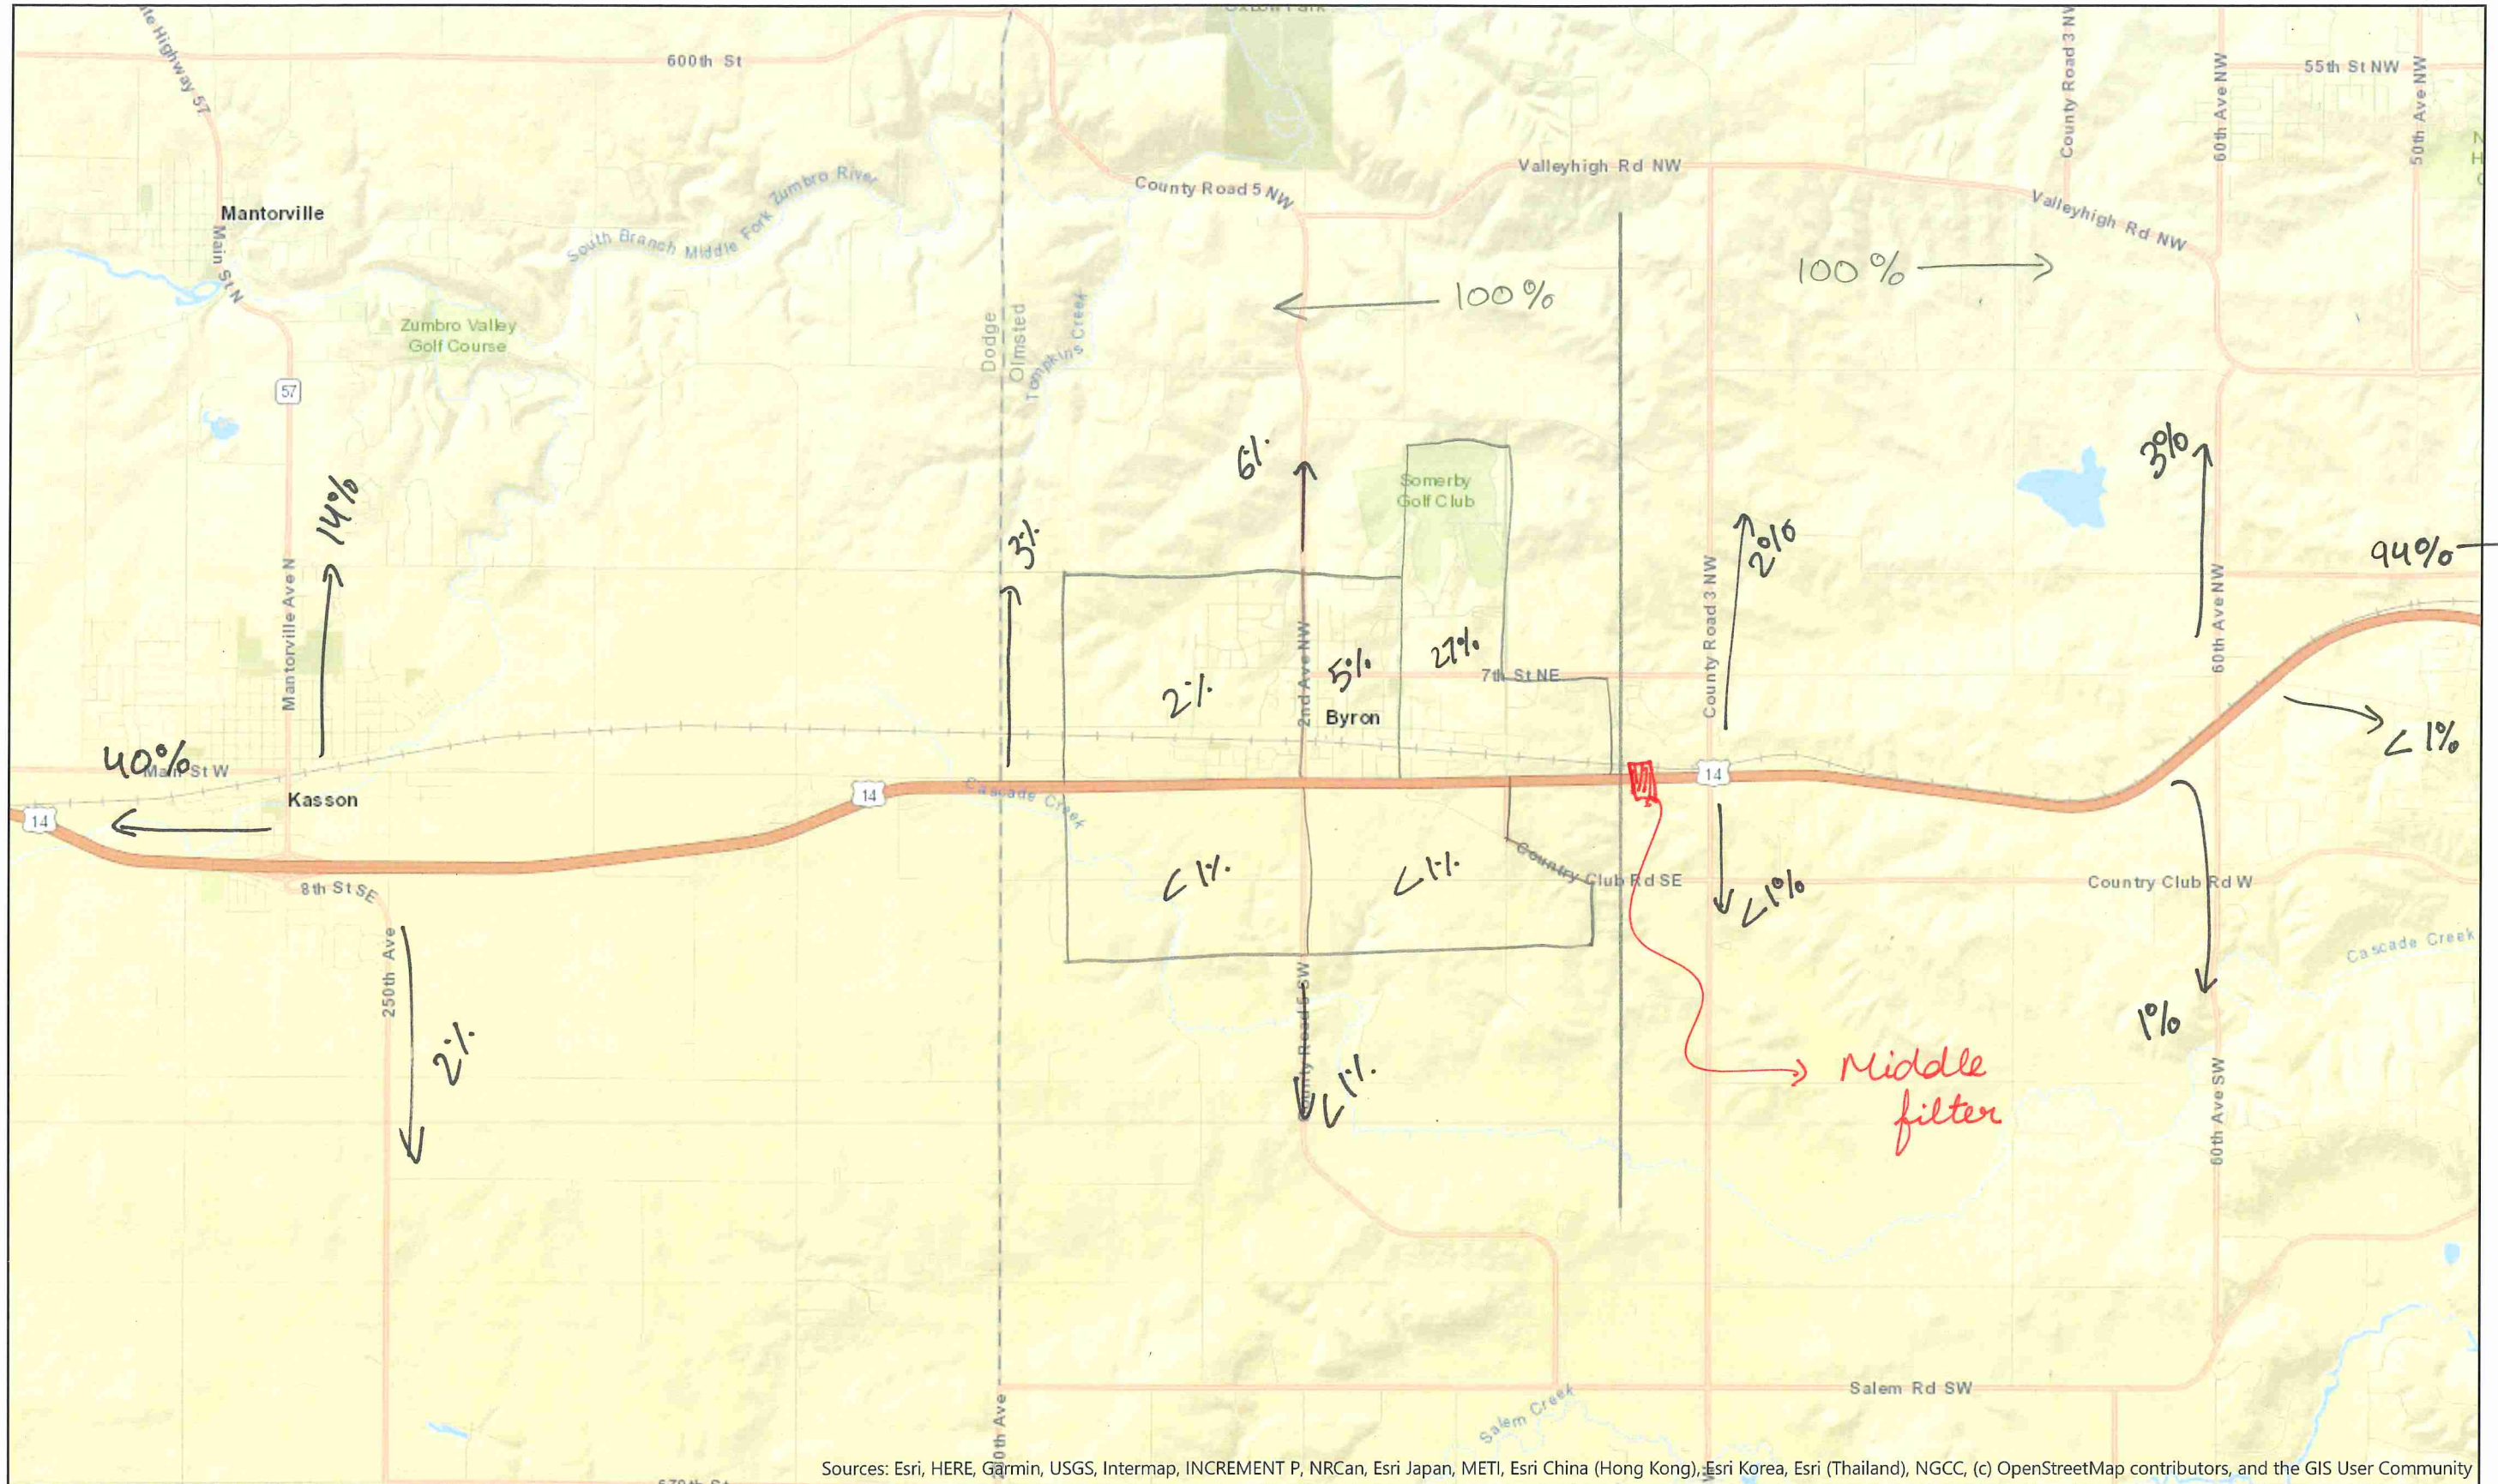 600th St
55th St NW
County Road 3 NW
60th Ave NW
50th Ave NW
Valleyhigh Rd NW
County Road 5 NW
South Branch Middle Fork Zumbro River
Mantorville
Main St N
Valleyhigh Rd NW
100%
100%
Zumbro Valley
Golf Course
Dodge
Olmsted
Tompkins Creek
57
6%
3%
Somerby
Golf Club
14%
3%
2%
94%
Mantorville Ave N
2nd Ave NW
County Road 3 NW
60th Ave NW
2%
5%
27%
7th St NE
Byron
<1%
40%
Main St W
Kasson
14
14
14
Cascade Creek
8th St SE
<1%
<1%
Country Club Rd SE
<1%
Country Club Rd W
Cascade Creek
250th Ave
2%
County Road 5 SW
<1%
1%
Middle
filter
60th Ave SW
Salem Rd SW
Salem Creek
Sources: Esri, HERE, Garmin, USGS, Intermap, INCREMENT P, NRCan, Esri Japan, METI, Esri China (Hong Kong), Esri Korea, Esri (Thailand), NGCC, (c) OpenStreetMap contributors, and the GIS User Community